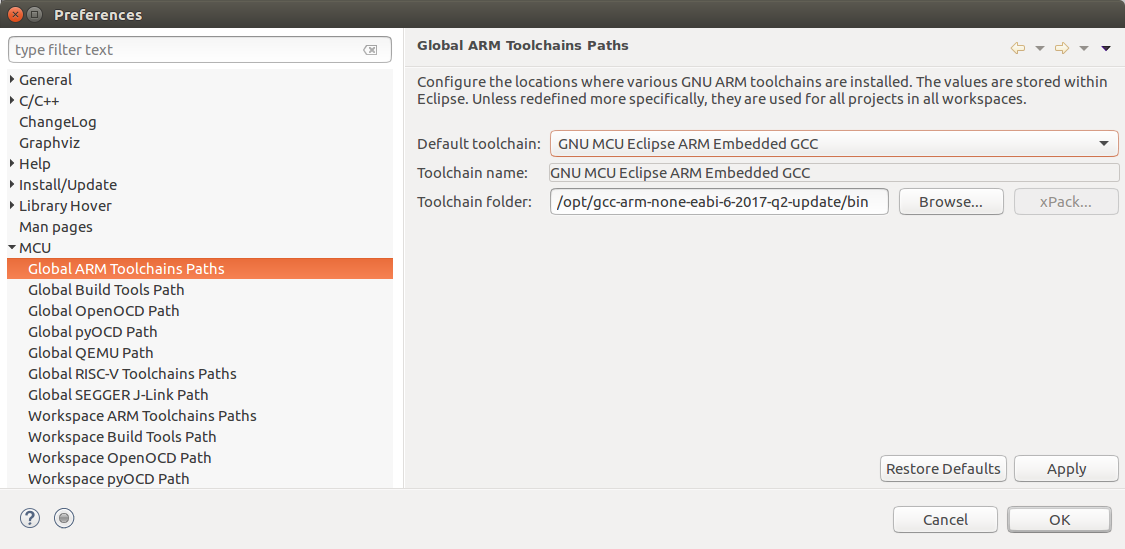 Preferences
type filter text
General
C/C++
ChangeLog
Graphviz
Help
Install/Update
Library Hover
Man pages
MCU
Global ARM Toolchains Paths
Global Build Tools Path
Global OpenOCD Path
Global pyOCD Path
Global QEMU Path
Global RISC-V Toolchains Paths
Global SEGGER J-Link Path
Workspace ARM Toolchains Paths
Workspace Build Tools Path
Workspace OpenOCD Path
Workspace pyOCD Path
Global ARM Toolchains Paths
Configure the locations where various GNU ARM toolchains are installed. The values are stored within
Eclipse. Unless redefined more specifically, they are used for all projects in all workspaces.
Default toolchain: GNU MCU Eclipse ARM Embedded GCC
Toolchain name: GNU MCU Eclipse ARM Embedded GCC
Toolchain folder: /opt/gcc-arm-none-eabi-6-2017-q2-update/bin Browse... xPack...
Restore Defaults Apply
? Cancel OK